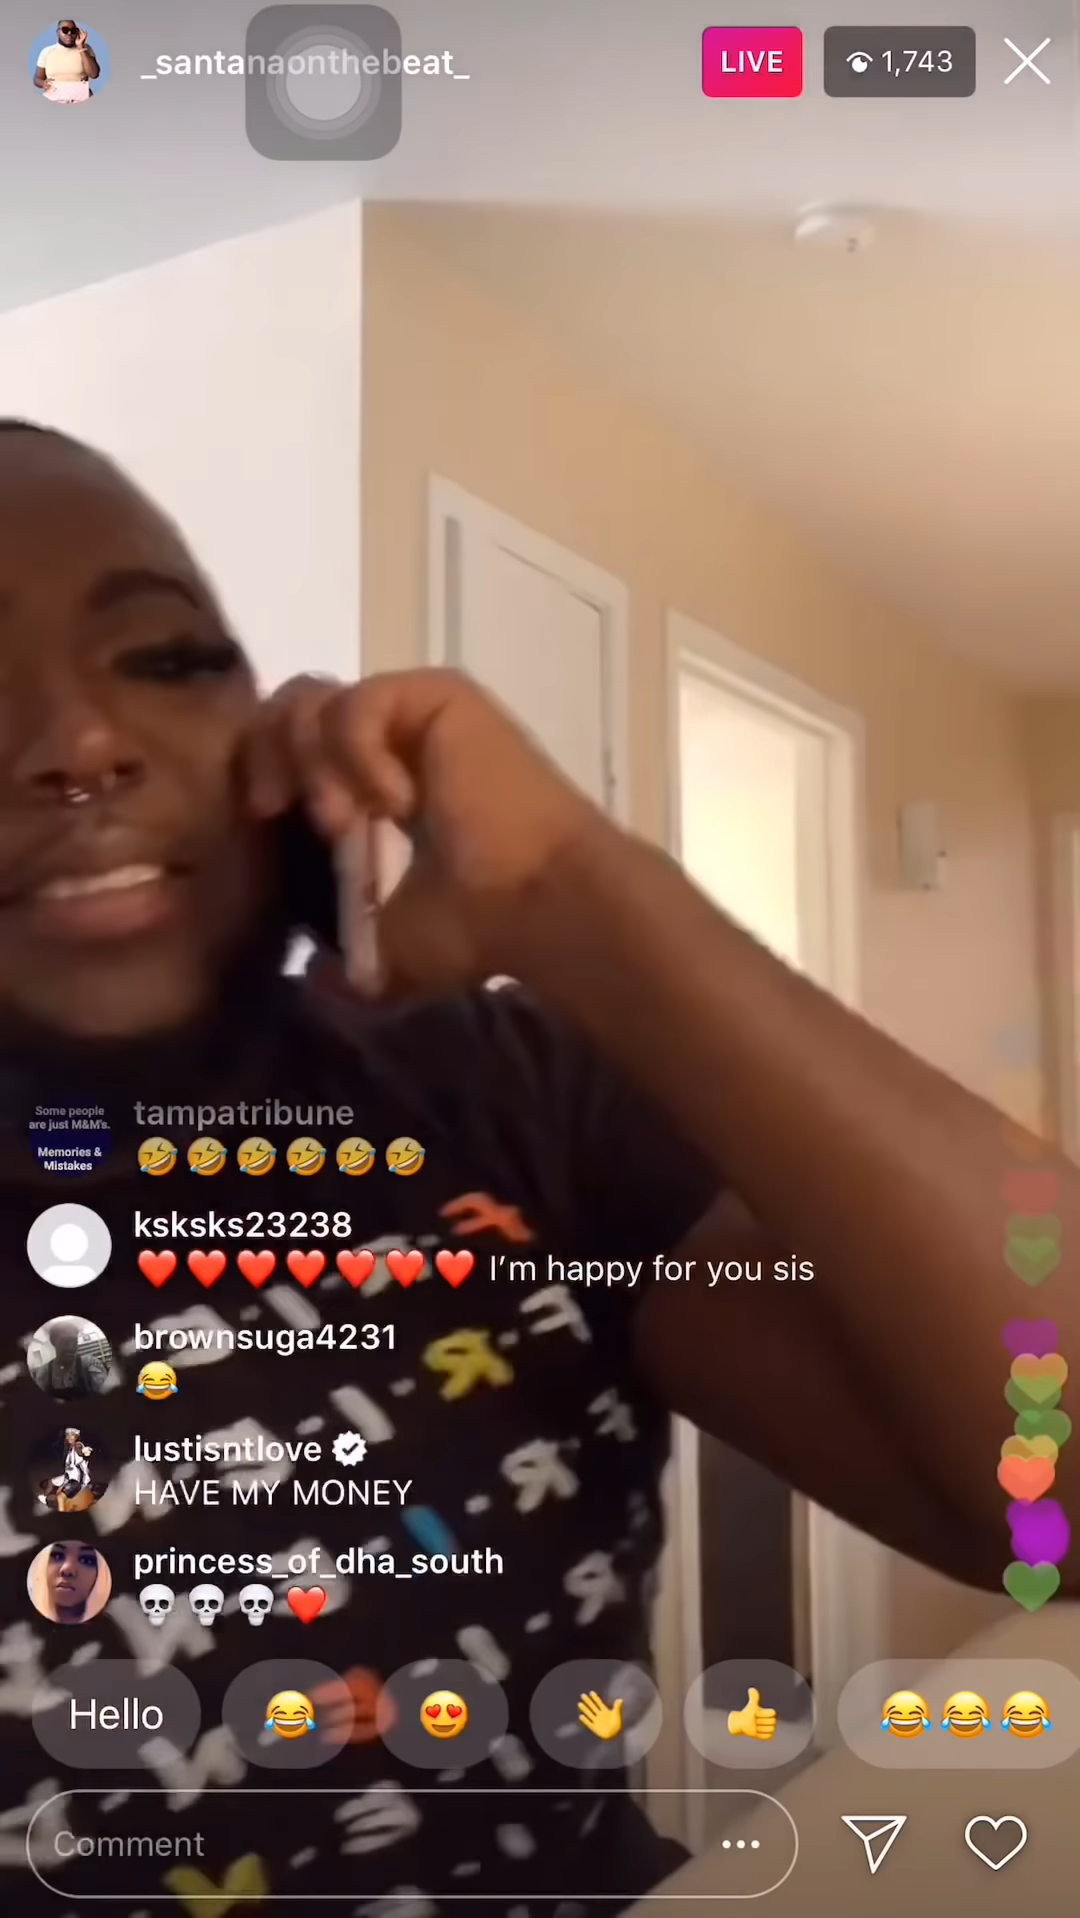 _santanaonthebeat_
LIVE
1,743
Some people
are just M&M's.
Memories &
Mistakes
tampatribune
🤣🤣🤣🤣🤣🤣
ksksks23238
❤️❤️❤️❤️❤️❤️❤️ I’m happy for you sis
brownsuga4231
😂
lustisntlove
HAVE MY MONEY
princess_of_dha_south
💀💀💀❤️
Hello 😂 😍 👋 👍 😂😂😂
Comment